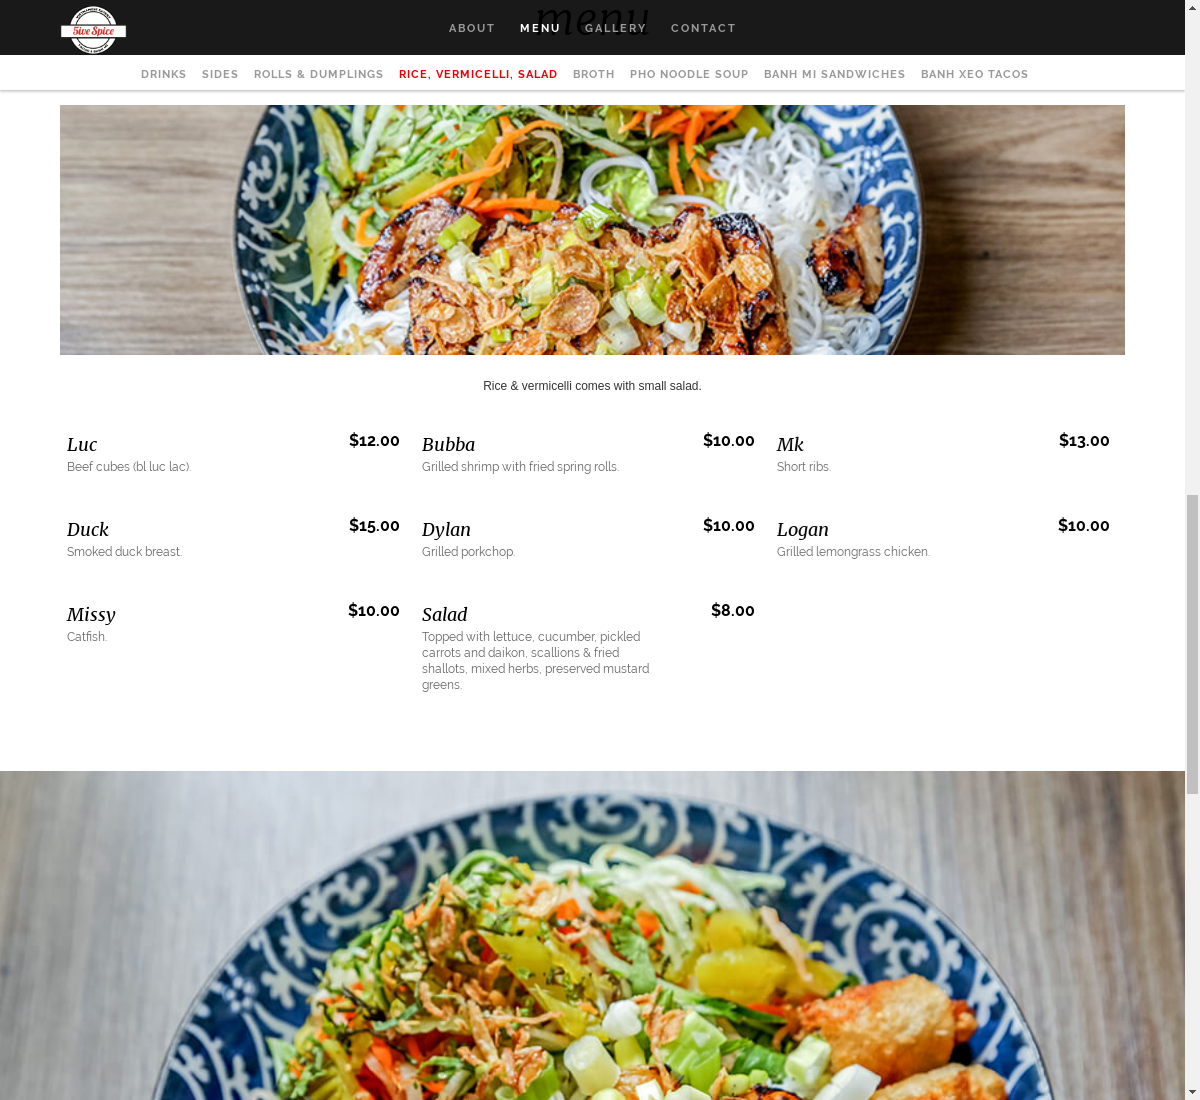 menu
5ive Spice
ABOUT MENU GALLERY CONTACT
DRINKS SIDES ROLLS & DUMPLINGS RICE, VERMICELLI, SALAD BROTH PHO NOODLE SOUP BANH MI SANDWICHES BANH XEO TACOS
Rice & vermicelli comes with small salad.
Luc $12.00
Beef cubes (bl luc lac).
Bubba $10.00
Grilled shrimp with fried spring rolls.
Mk $13.00
Short ribs.
Duck $15.00
Smoked duck breast.
Dylan $10.00
Grilled porkchop.
Logan $10.00
Grilled lemongrass chicken.
Missy $10.00
Catfish.
Salad $8.00
Topped with lettuce, cucumber, pickled
carrots and daikon, scallions & fried
shallots, mixed herbs, preserved mustard
greens.